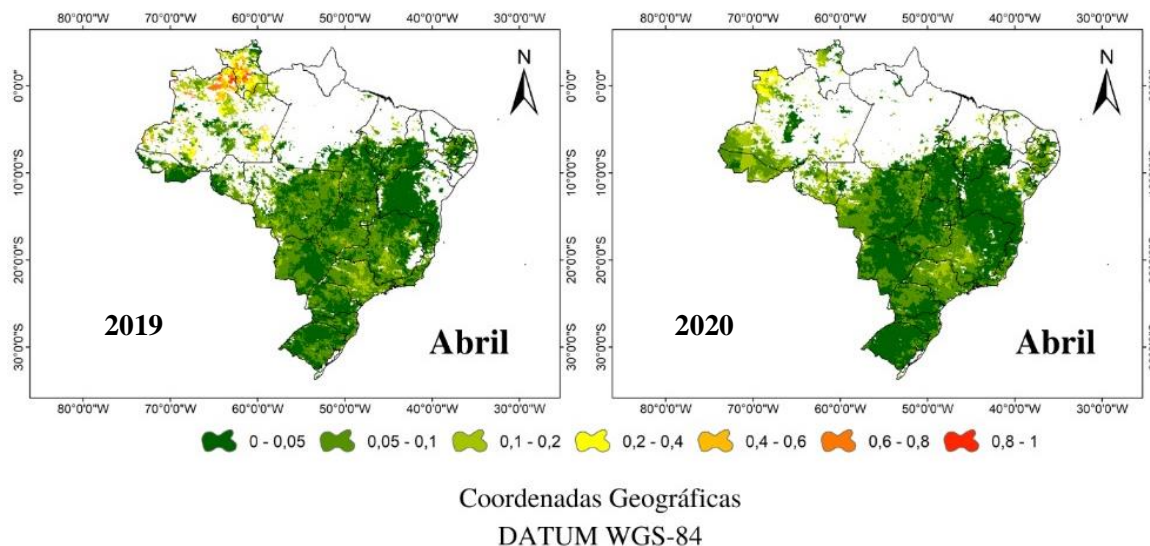 80°0'0"W 70°0'0"W 60°0'0"W 50°0'0"W 40°0'0"W 30°0'0"W
80°0'0"W 70°0'0"W 60°0'0"W 50°0'0"W 40°0'0"W 30°0'0"W
N
N
0°0'0"
10°0'0"S
20°0'0"S
30°0'0"S
0°0'0"
10°0'0"S
20°0'0"S
30°0'0"S
2019
Abril
2020
Abril
80°0'0"W 70°0'0"W 60°0'0"W 50°0'0"W 40°0'0"W 30°0'0"W
80°0'0"W 70°0'0"W 60°0'0"W 50°0'0"W 40°0'0"W 30°0'0"W
0 - 0,05 0,05 - 0,1 0,1 - 0,2 0,2 - 0,4 0,4 - 0,6 0,6 - 0,8 0,8 - 1
Coordenadas Geográficas
DATUM WGS-84